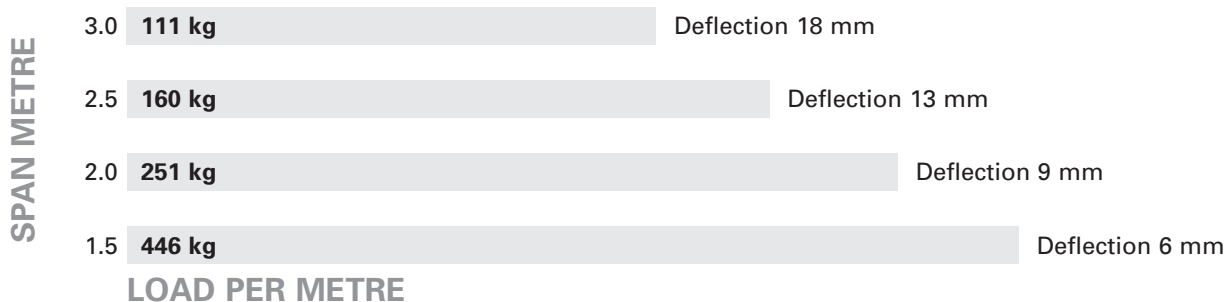 SPAN METRE
3.0 111 kg Deflection 18 mm
2.5 160 kg Deflection 13 mm
2.0 251 kg Deflection 9 mm
1.5 446 kg Deflection 6 mm
LOAD PER METRE